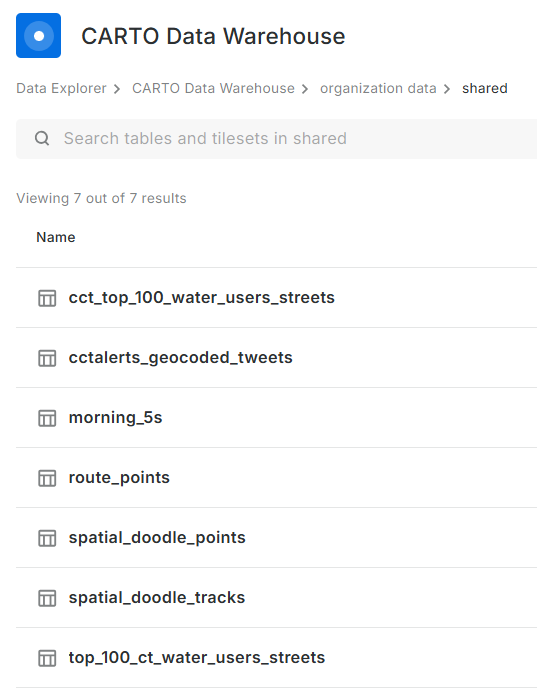 CARTO Data Warehouse
Data Explorer > CARTO Data Warehouse > organization data > shared
Search tables and tilesets in shared
Viewing 7 out of 7 results
Name
cct_top_100_water_users_streets
cctalerts_geocoded_tweets
morning_5s
route_points
spatial_doodle_points
spatial_doodle_tracks
top_100_ct_water_users_streets